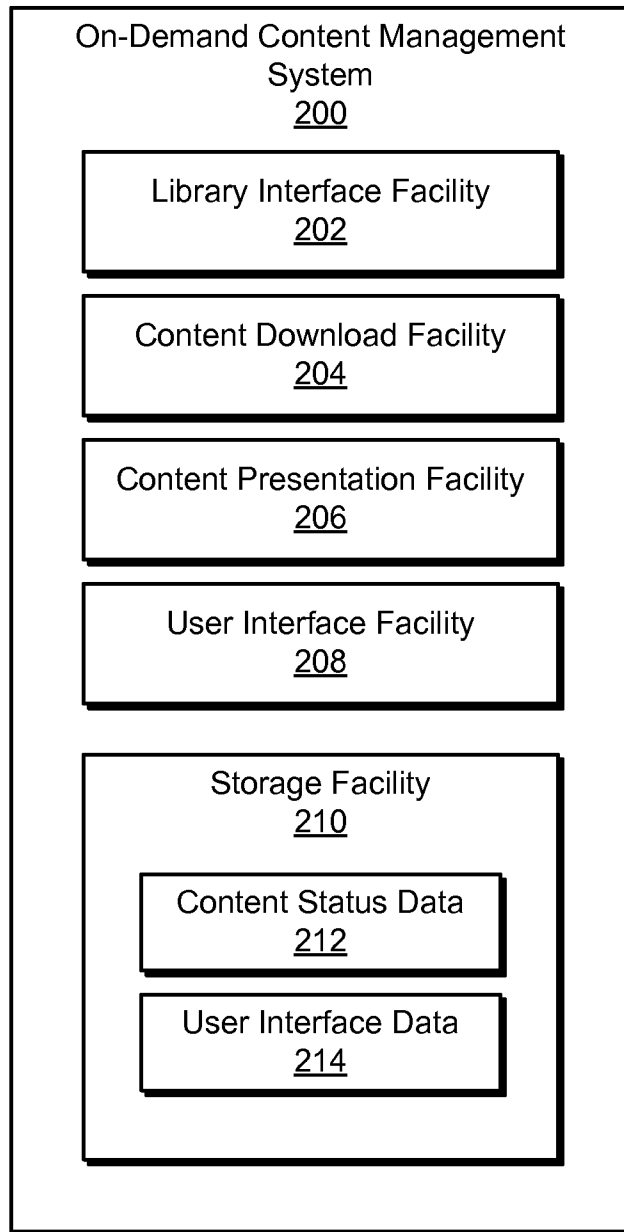 On-Demand Content Management
System
200
Library Interface Facility
202
Content Download Facility
204
Content Presentation Facility
206
User Interface Facility
208
Storage Facility
210
Content Status Data
212
User Interface Data
214